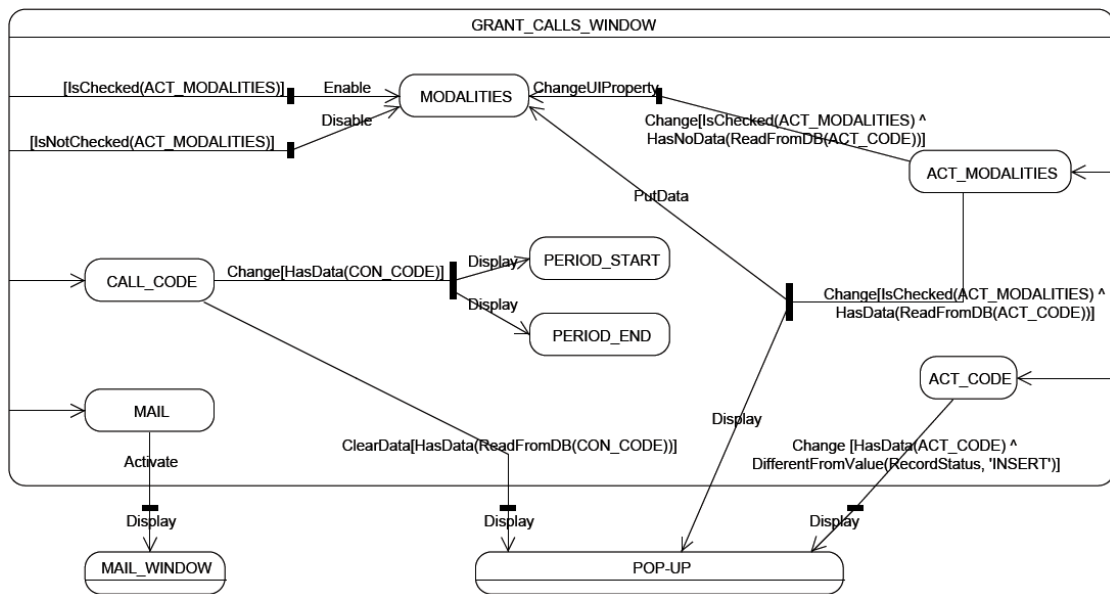 GRANT_CALLS_WINDOW
[IsChecked(ACT_MODALITIES)]
Enable
MODALITIES
ChangeUIProperty
Disable
Change[IsChecked(ACT_MODALITIES) ^
HasNoData(ReadFromDB(ACT_CODE))]
[IsNotChecked(ACT_MODALITIES)]
ACT_MODALITIES
PutData
CALL_CODE
Change[HasData(CON_CODE)]
Display
PERIOD_START
Display
PERIOD_END
Change[IsChecked(ACT_MODALITIES) ^
HasData(ReadFromDB(ACT_CODE))]
ACT_CODE
MAIL
Display
Activate
ClearData[HasData(ReadFromDB(CON_CODE))]
Change [HasData(ACT_CODE) ^
DifferentFromValue(RecordStatus, 'INSERT')]
Display
Display
Display
MAIL_WINDOW
POP-UP